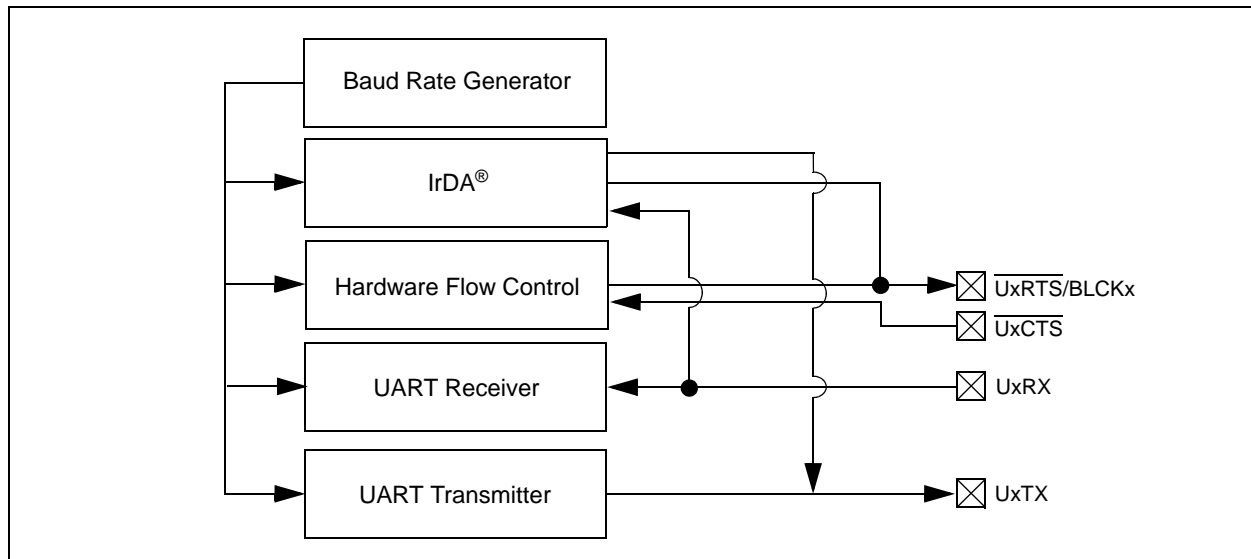 Baud Rate Generator
IrDA®
Hardware Flow Control
UxRTS/BLCKx
UxCTS
UART Receiver
UxRX
UART Transmitter
UxTX